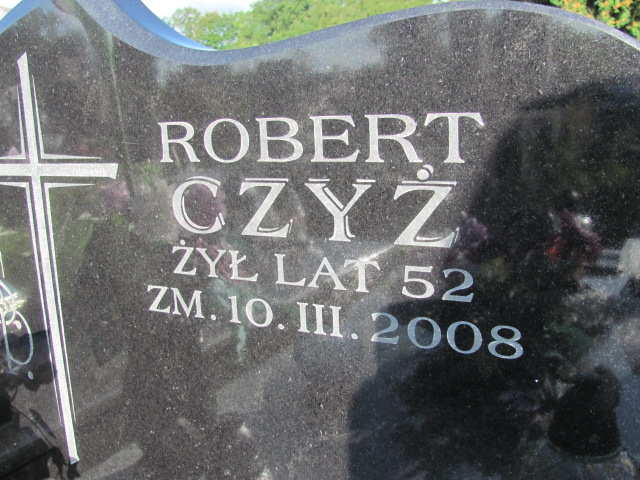 ROBERT
CZYŻ
ŻYŁ LAT 52
ZM. 10. III. 2008